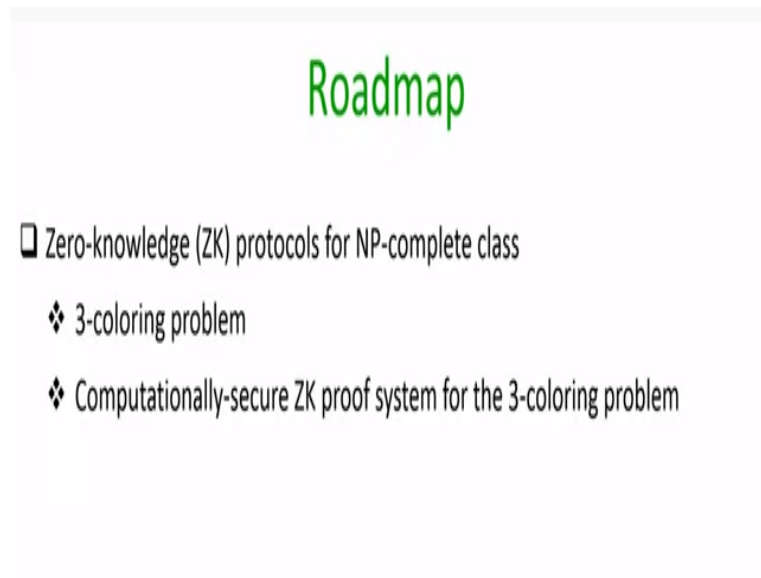 Roadmap
❑ Zero-knowledge (ZK) protocols for NP-complete class
❖ 3-coloring problem
❖ Computationally-secure ZK proof system for the 3-coloring problem